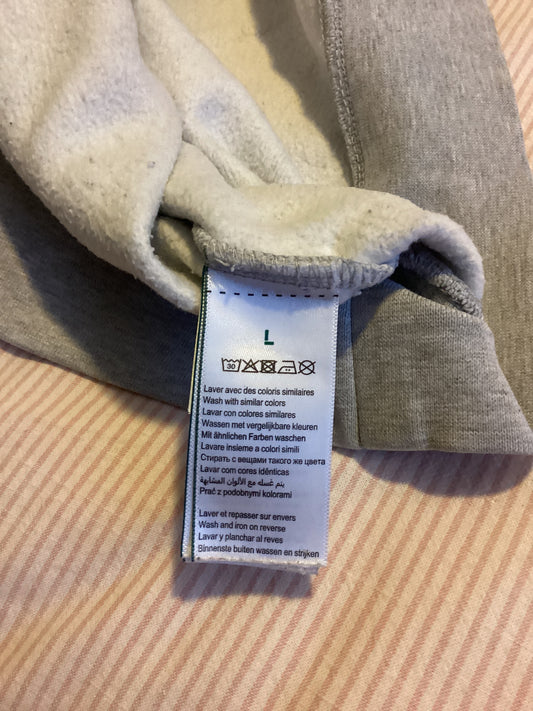 L
30
Laver avec des coloris similaires
Wash with similar colors
Lavar con colores similares
Wassen met vergelijkbare kleuren
Mit ähnlichen Farben waschen
Lavare insieme a colori simili
Стирать с вещами такого же цвета
Lavar com cores idênticas
يتم غسله مع الألوان المشابهة
Prać z podobnymi kolorami
Laver et repasser sur envers
Wash and iron on reverse
Lavar y planchar al reves
Binnenste buiten wassen en strijken